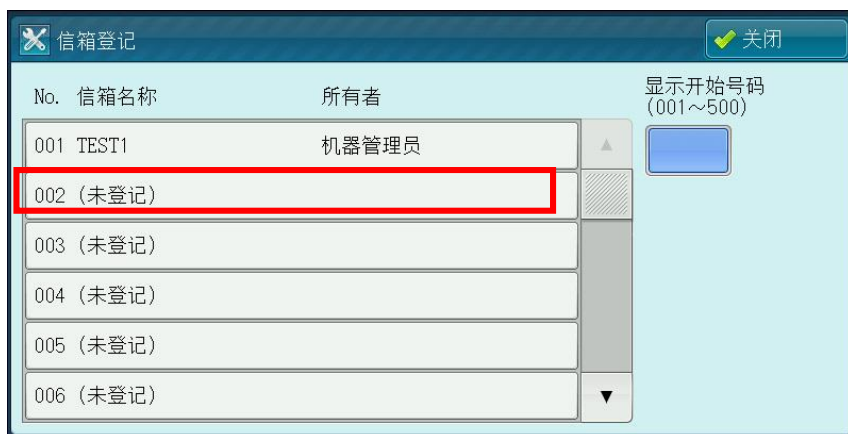 信箱登记
关闭
No. 信箱名称 所有者
显示开始号码
(001～500)
001 TEST1 机器管理员
002 (未登记)
003 (未登记)
004 (未登记)
005 (未登记)
006 (未登记)